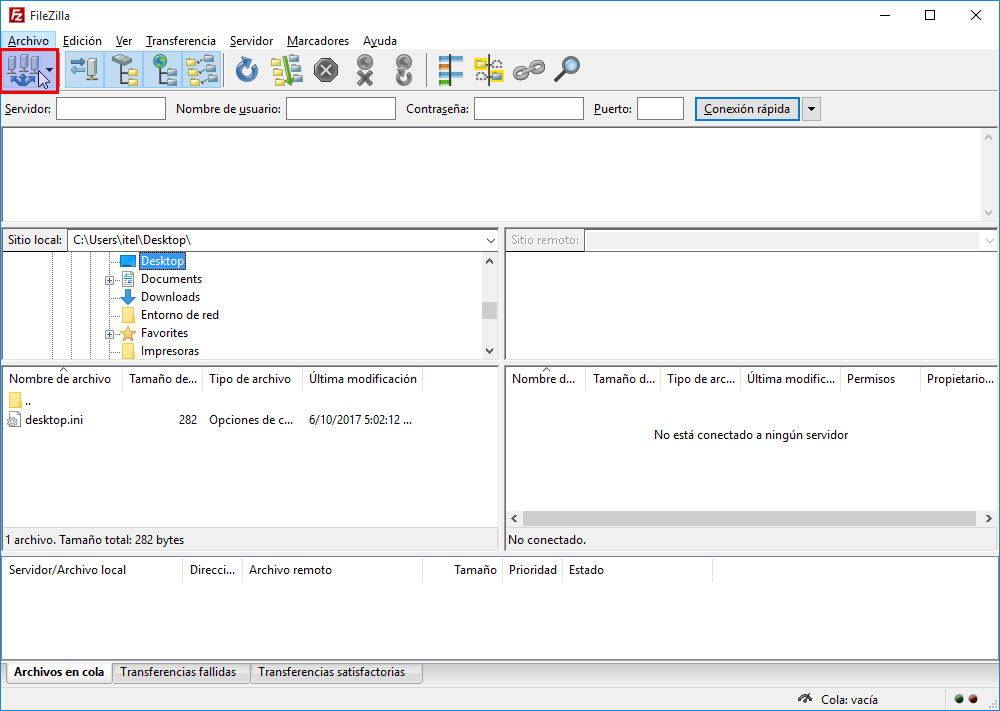 FileZilla
Archivo Edición Ver Transferencia Servidor Marcadores Ayuda
Servidor: Nombre de usuario: Contraseña: Puerto: Conexión rápida
Sitio local: C:\Users\itel\Desktop\ Sitio remoto:
Desktop
Documents
Downloads
Entorno de red
Favorites
Impresoras
Nombre de archivo Tamaño de... Tipo de archivo Última modificación Nombre d... Tamaño d... Tipo de arc... Última modific... Permisos Propietario...
..
desktop.ini 282 Opciones de c... 6/10/2017 5:02:12 ...
No está conectado a ningún servidor
1 archivo. Tamaño total: 282 bytes No conectado.
Servidor/Archivo local Direcci... Archivo remoto Tamaño Prioridad Estado
Archivos en cola Transferencias fallidas Transferencias satisfactorias
Cola: vacía